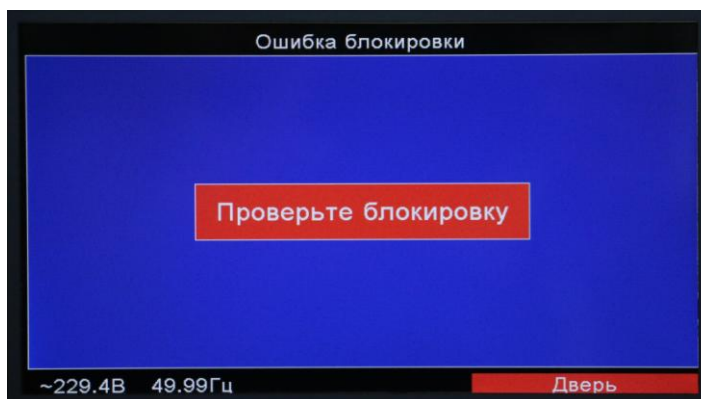 Ошибка блокировки
Проверьте блокировку
~229.4В 49.99Гц Дверь